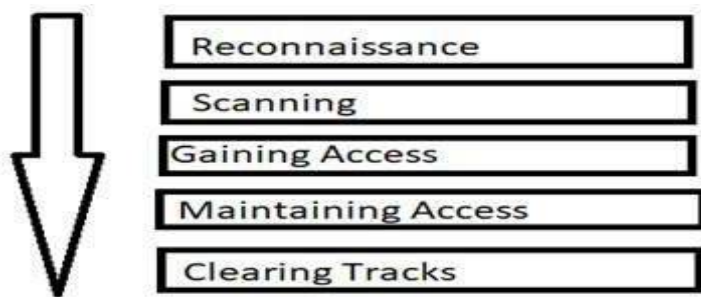 Reconnaissance
Scanning
Gaining Access
Maintaining Access
Clearing Tracks